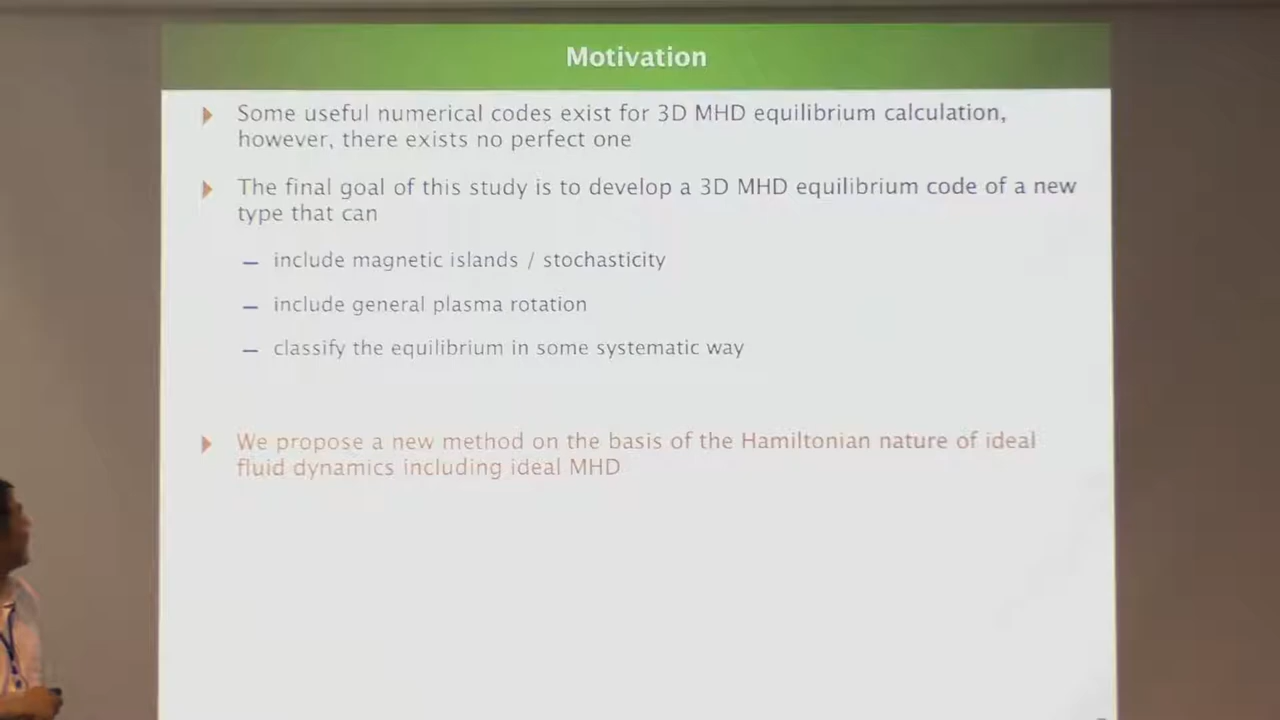 Motivation
Some useful numerical codes exist for 3D MHD equilibrium calculation,
however, there exists no perfect one
The final goal of this study is to develop a 3D MHD equilibrium code of a new
type that can
– include magnetic islands / stochasticity
– include general plasma rotation
– classify the equilibrium in some systematic way
We propose a new method on the basis of the Hamiltonian nature of ideal
fluid dynamics including ideal MHD